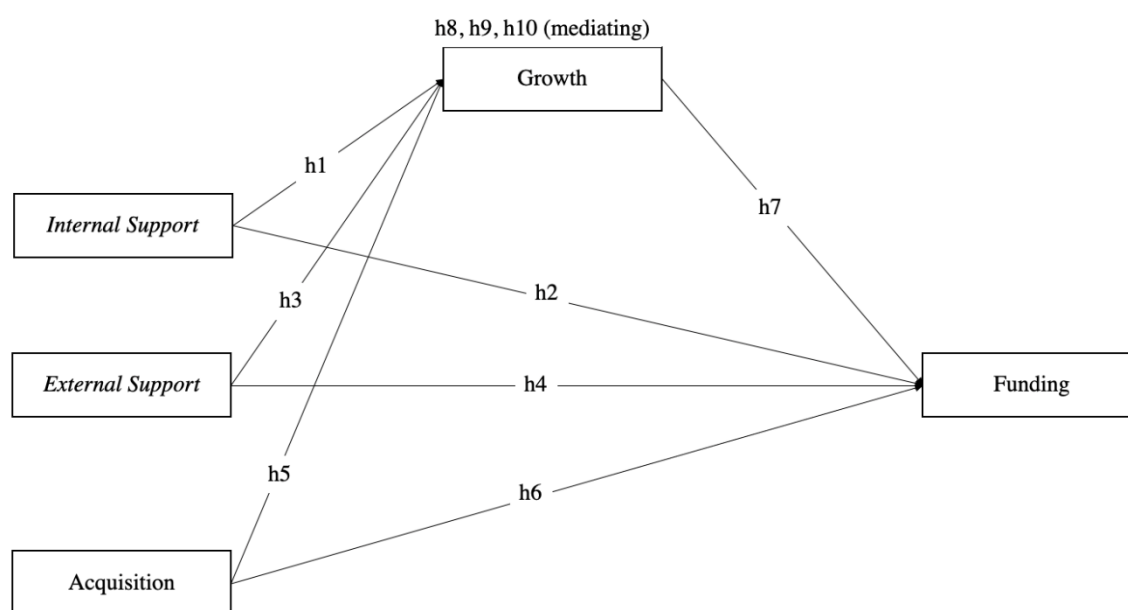 h8, h9, h10 (mediating)
Growth
h1
h7
Internal Support
h2
h3
External Support
h4
Funding
h5
h6
Acquisition